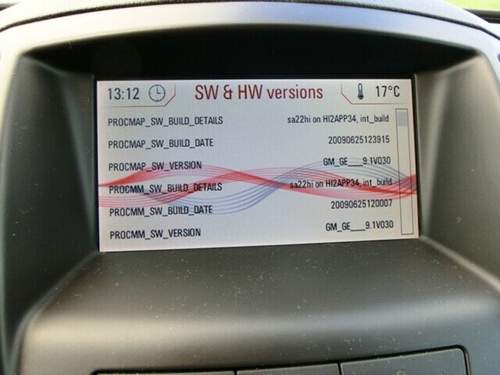 13:12 SW & HW versions 17°C
PROCMAP_SW_BUILD_DETAILS sa22hi on HI2APP34, int_build
PROCMAP_SW_BUILD_DATE 20090625123915
PROCMAP_SW_VERSION GM_GE___9.1V030
PROCMM_SW_BUILD_DETAILS sa22hi on HI2APP34, int_build
PROCMM_SW_BUILD_DATE 20090625120007
PROCMM_SW_VERSION GM_GE___9.1V030